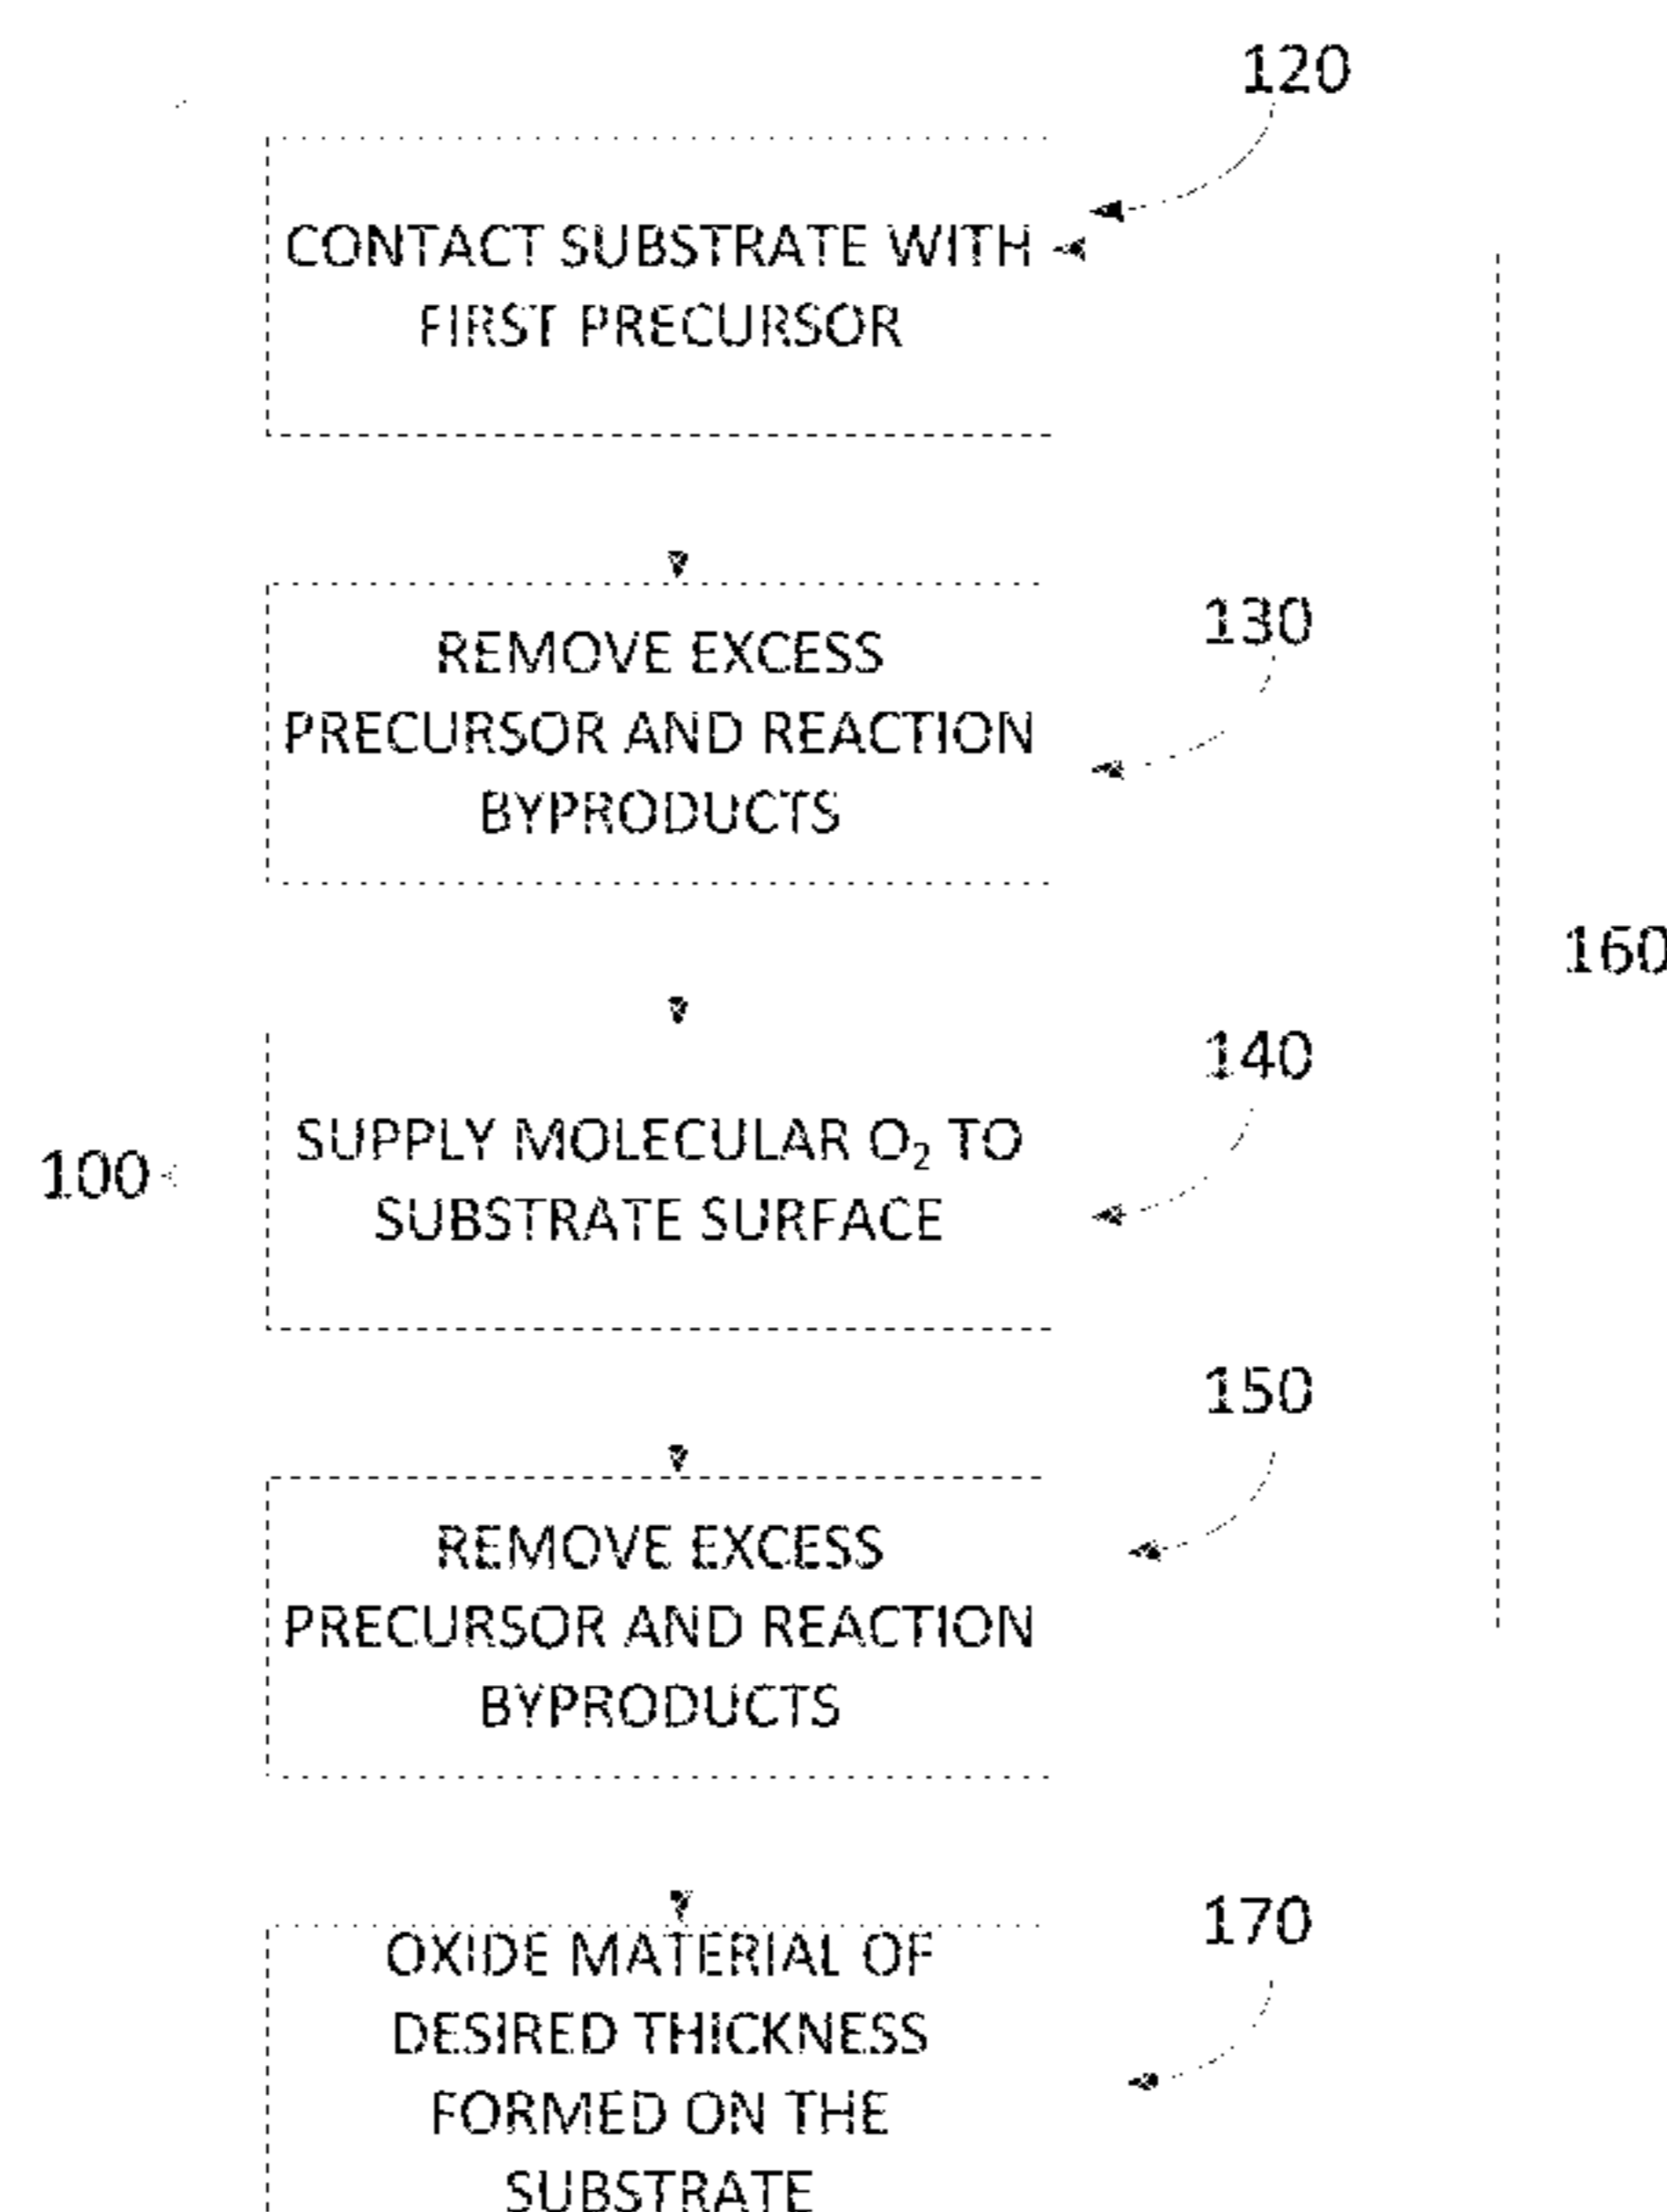 120
CONTACT SUBSTRATE WITH
FIRST PRECURSOR
130
REMOVE EXCESS
PRECURSOR AND REACTION
BYPRODUCTS
160
140
SUPPLY MOLECULAR O₂ TO
SUBSTRATE SURFACE
100
150
REMOVE EXCESS
PRECURSOR AND REACTION
BYPRODUCTS
170
OXIDE MATERIAL OF
DESIRED THICKNESS
FORMED ON THE
SUBSTRATE